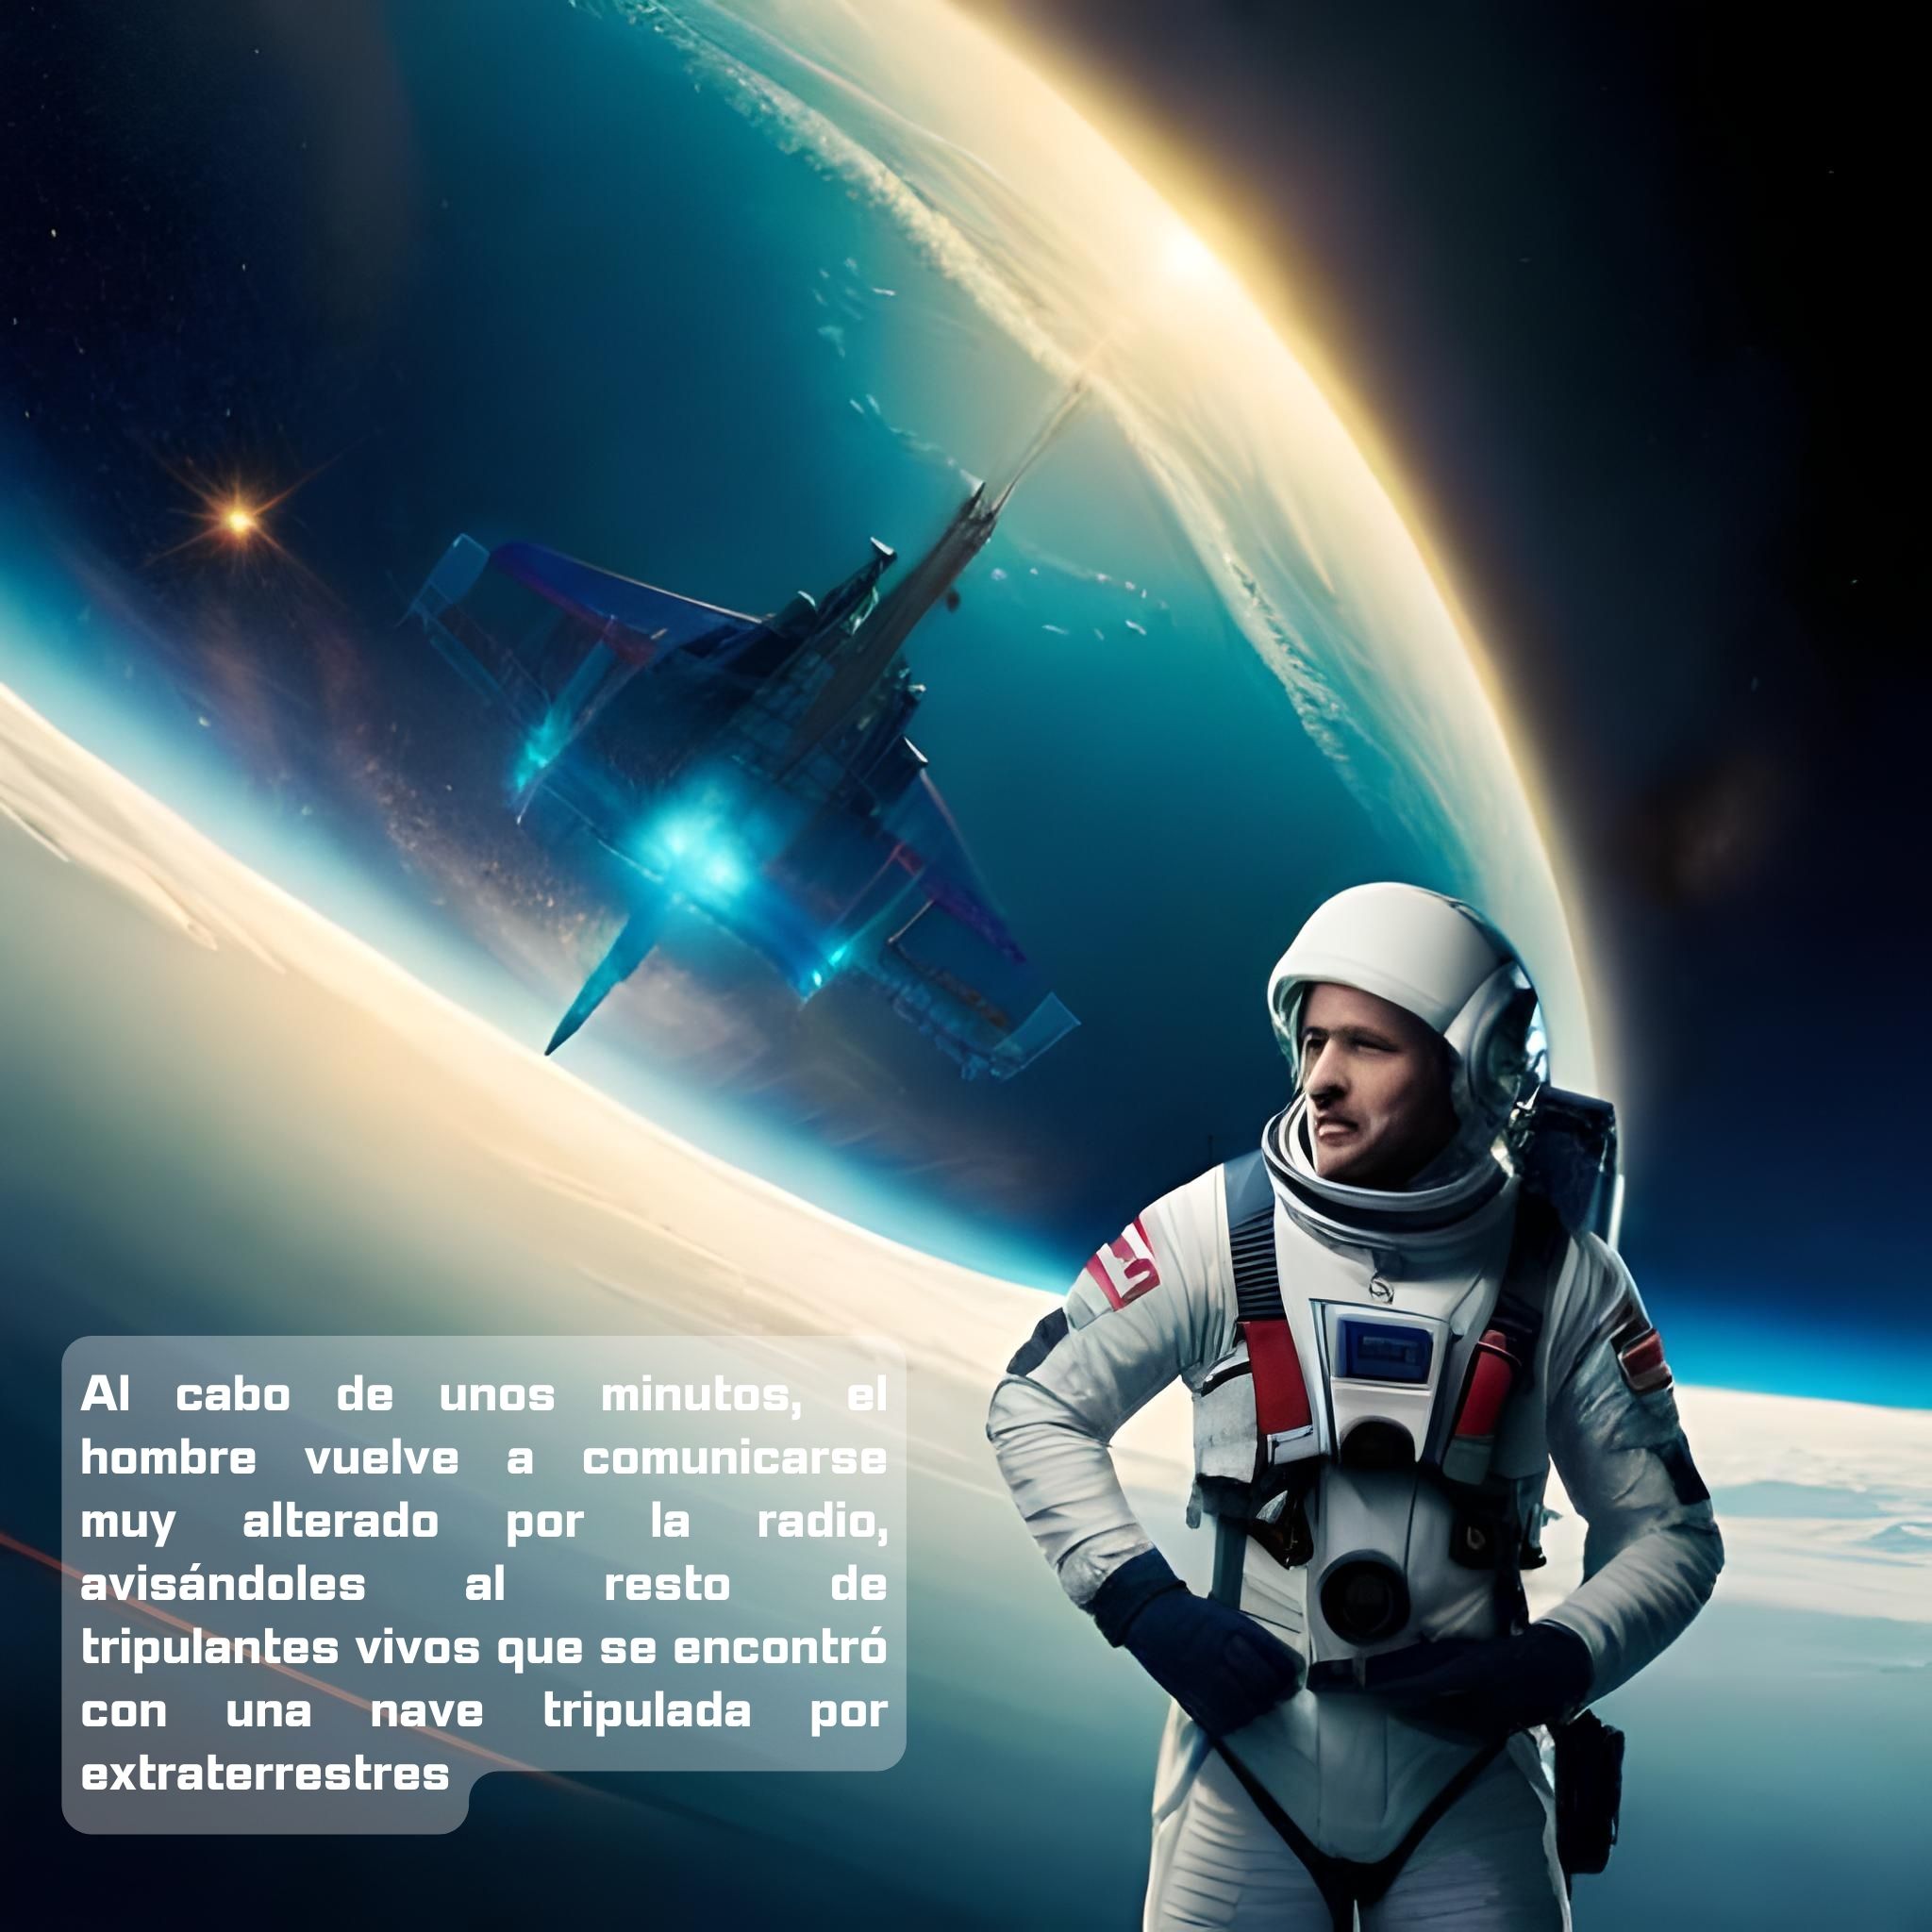 Al cabo de unos minutos, el
hombre vuelve a comunicarse
muy alterado por la radio,
avisándoles al resto de
tripulantes vivos que se encontró
con una nave tripulada por
extraterrestres